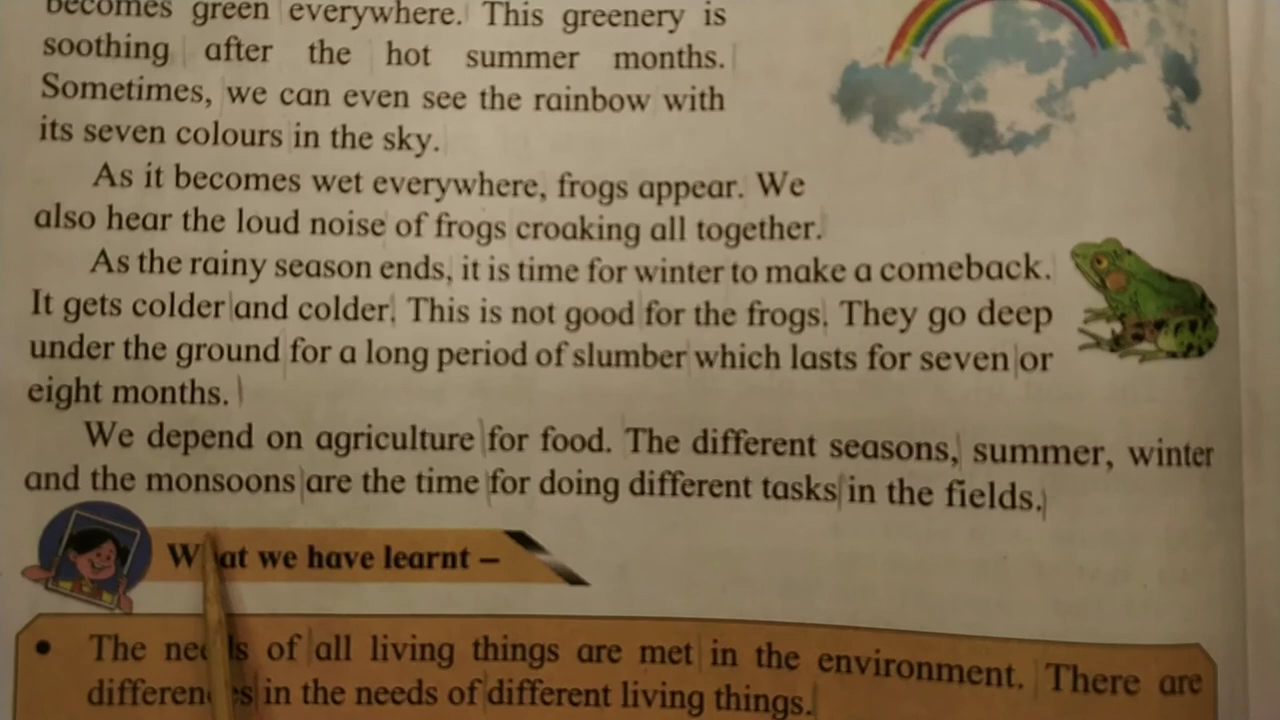 becomes green everywhere. This greenery is
soothing after the hot summer months.
Sometimes, we can even see the rainbow with
its seven colours in the sky.
As it becomes wet everywhere, frogs appear. We
also hear the loud noise of frogs croaking all together.
As the rainy season ends, it is time for winter to make a comeback.
It gets colder and colder. This is not good for the frogs. They go deep
under the ground for a long period of slumber which lasts for seven or
eight months.
We depend on agriculture for food. The different seasons, summer, winter
and the monsoons are the time for doing different tasks in the fields.
What we have learnt –
• The needs of all living things are met in the environment. There are
differences in the needs of different living things.